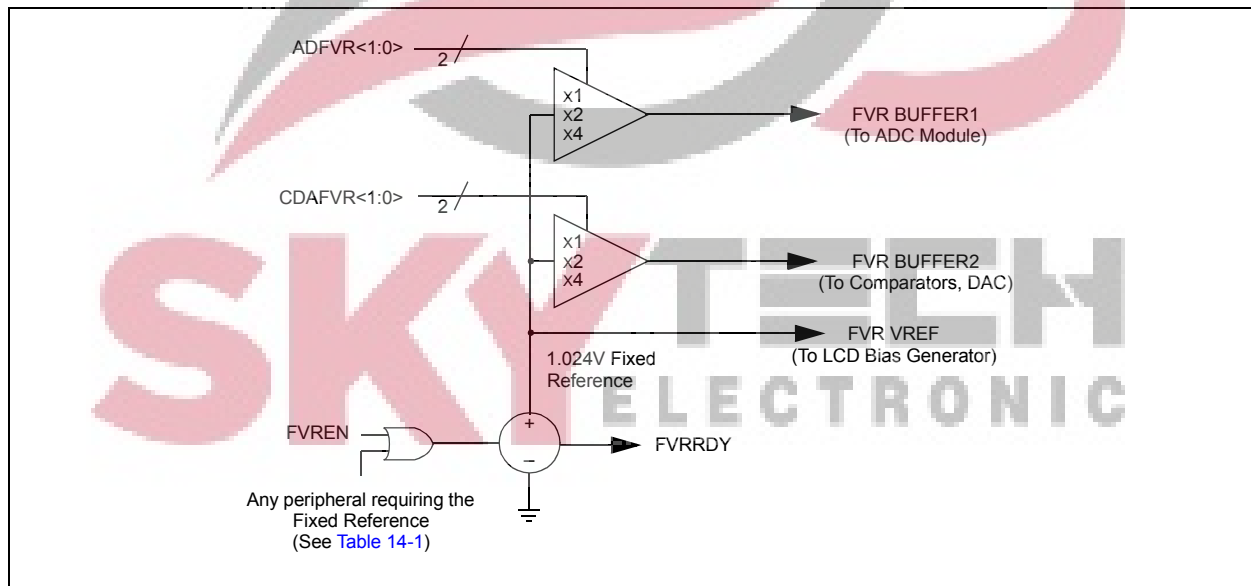 ADFVR<1:0>
2
x1
x2
x4
FVR BUFFER1
(To ADC Module)
CDAFVR<1:0>
2
x1
x2
x4
FVR BUFFER2
(To Comparators, DAC)
FVR VREF
(To LCD Bias Generator)
1.024V Fixed
Reference
FVREN
+
–
FVRRDY
Any peripheral requiring the
Fixed Reference
(See Table 14-1)
SKYTECH
ELECTRONIC